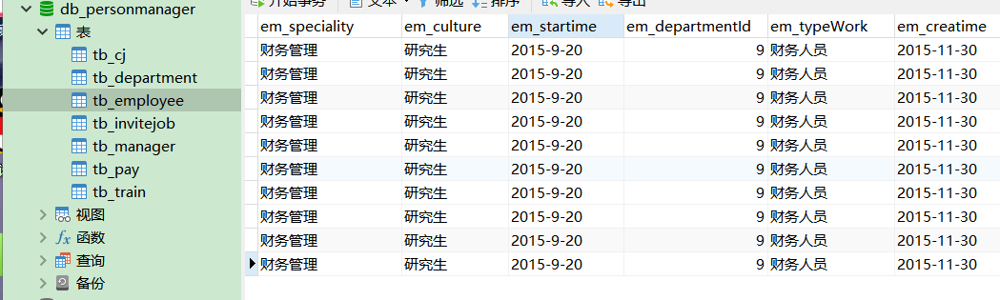 开始事务 文本 筛选 排序 导入 导出
db_personmanager
表
tb_cj
tb_department
tb_employee
tb_invitejob
tb_manager
tb_pay
tb_train
视图
fx 函数
查询
备份
em_speciality em_culture em_startime em_departmentId em_typeWork em_creatime
财务管理 研究生 2015-9-20 9 财务人员 2015-11-30
财务管理 研究生 2015-9-20 9 财务人员 2015-11-30
财务管理 研究生 2015-9-20 9 财务人员 2015-11-30
财务管理 研究生 2015-9-20 9 财务人员 2015-11-30
财务管理 研究生 2015-9-20 9 财务人员 2015-11-30
财务管理 研究生 2015-9-20 9 财务人员 2015-11-30
财务管理 研究生 2015-9-20 9 财务人员 2015-11-30
财务管理 研究生 2015-9-20 9 财务人员 2015-11-30
财务管理 研究生 2015-9-20 9 财务人员 2015-11-30
财务管理 研究生 2015-9-20 9 财务人员 2015-11-30